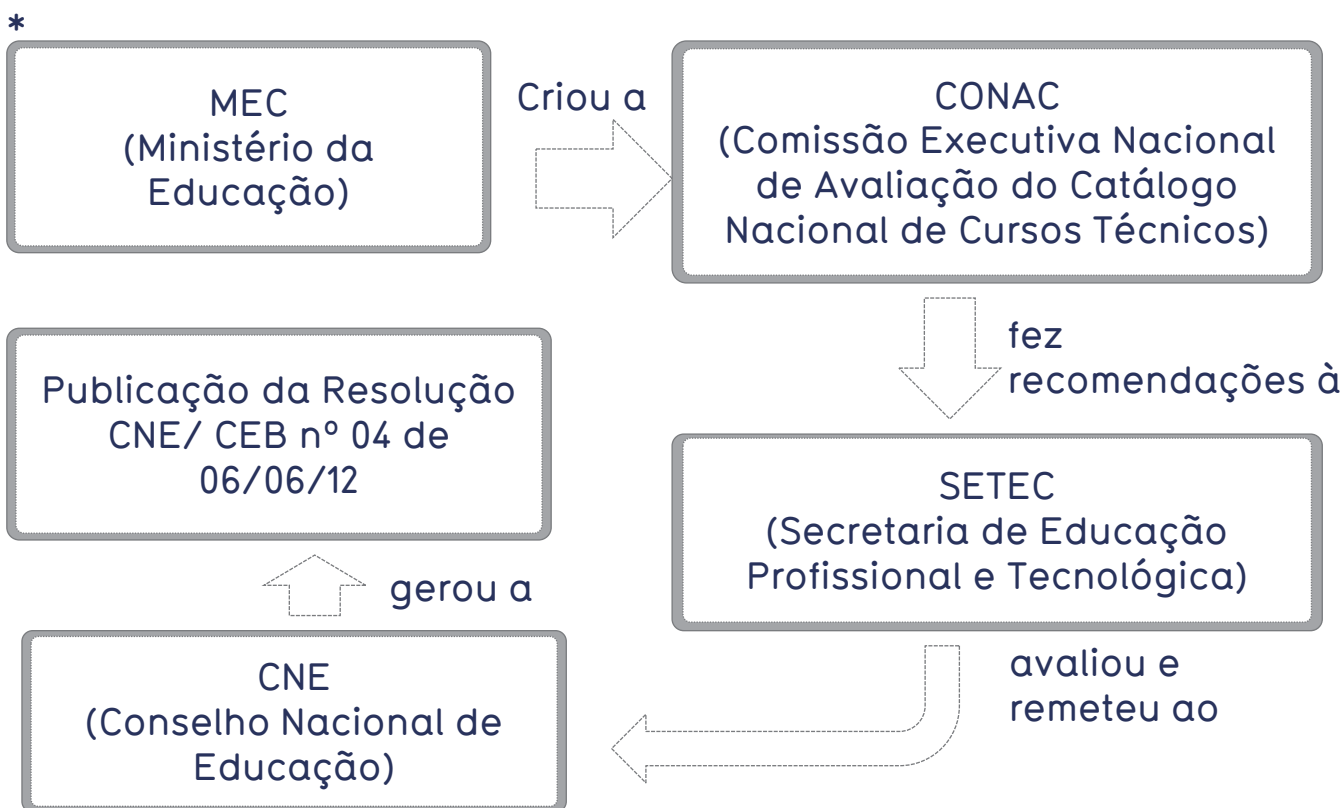 *
MEC
(Ministério da
Educação)
Criou a
CONAC
(Comissão Executiva Nacional
de Avaliação do Catálogo
Nacional de Cursos Técnicos)
fez
recomendações à
SETEC
(Secretaria de Educação
Profissional e Tecnológica)
avaliou e
remeteu ao
CNE
(Conselho Nacional de
Educação)
gerou a
Publicação da Resolução
CNE/ CEB nº 04 de
06/06/12